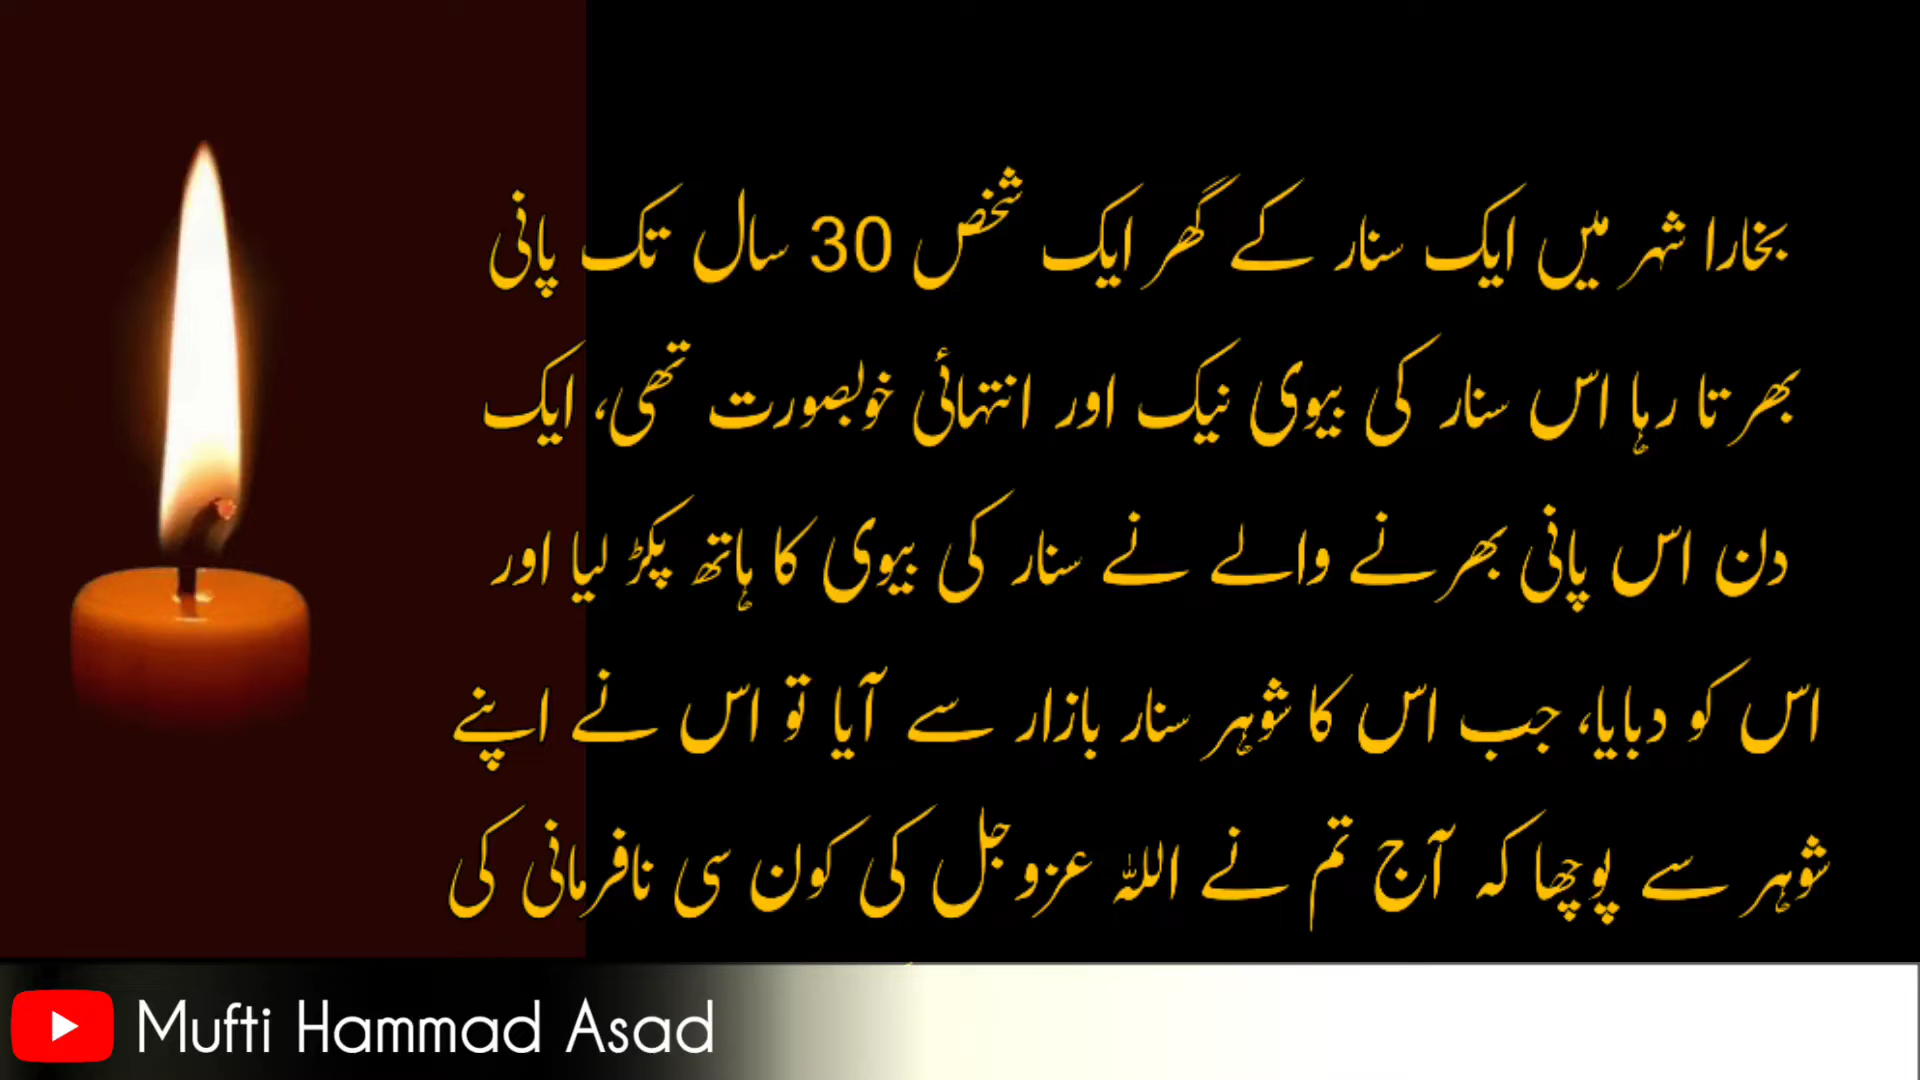 بخارا شہر میں ایک سنار کے گھر ایک شخص 30 سال تک پانی
بھرتا رہا اس سنار کی بیوی نیک اور انتہائی خوبصورت تھی، ایک
دن اس پانی بھرنے والے نے سنار کی بیوی کا ہاتھ پکڑ لیا اور
اس کو دبایا، جب اس کا شوہر سنار بازار سے آیا تو اس نے اپنے
شوہر سے پوچھا کہ آج تم نے اللہ عزوجل کی کون سی نافرمانی کی
Mufti Hammad Asad